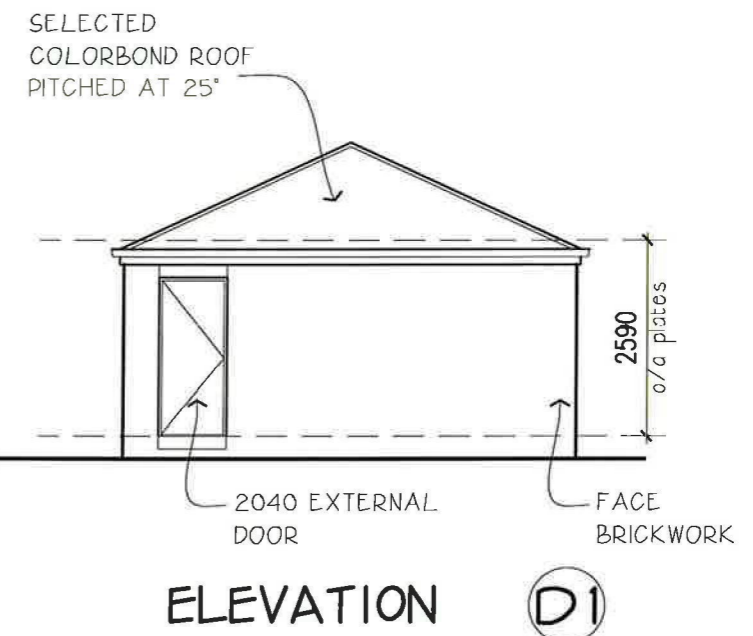 SELECTED
COLORBOND ROOF
PITCHED AT 25°
2590
o/a plates
2040 EXTERNAL
DOOR
FACE
BRICKWORK
ELEVATION D1